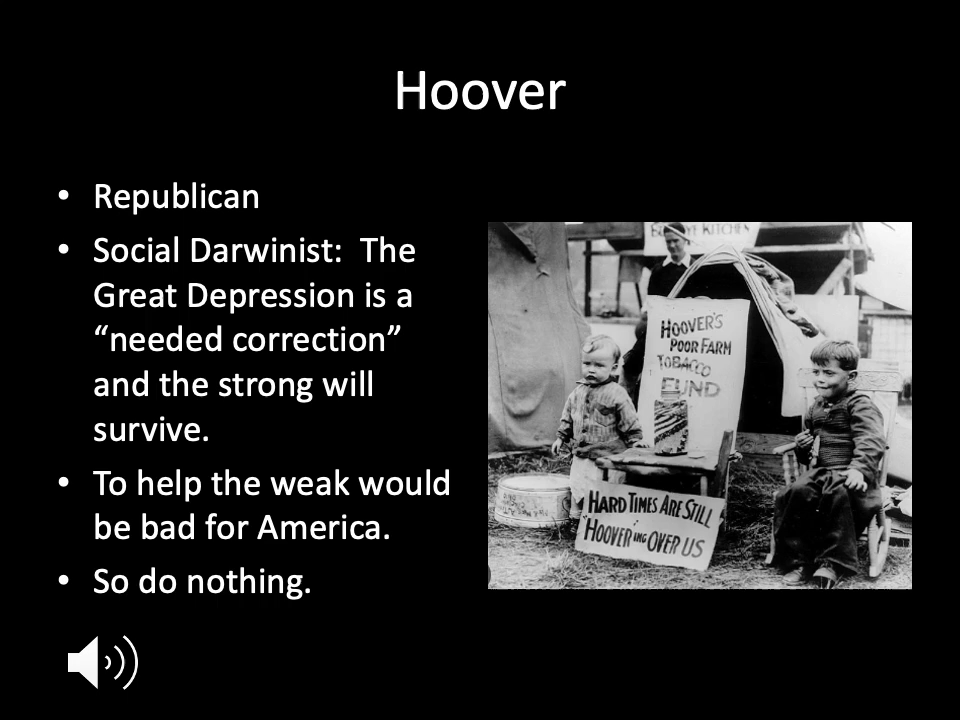 Hoover
• Republican
• Social Darwinist: The
Great Depression is a
“needed correction”
and the strong will
survive.
• To help the weak would
be bad for America.
• So do nothing.
KITCHEN
HOOVER'S
POOR FARM
TOBACCO
FUND
HARD TIMES ARE STILL
"HOOVERING OVER US